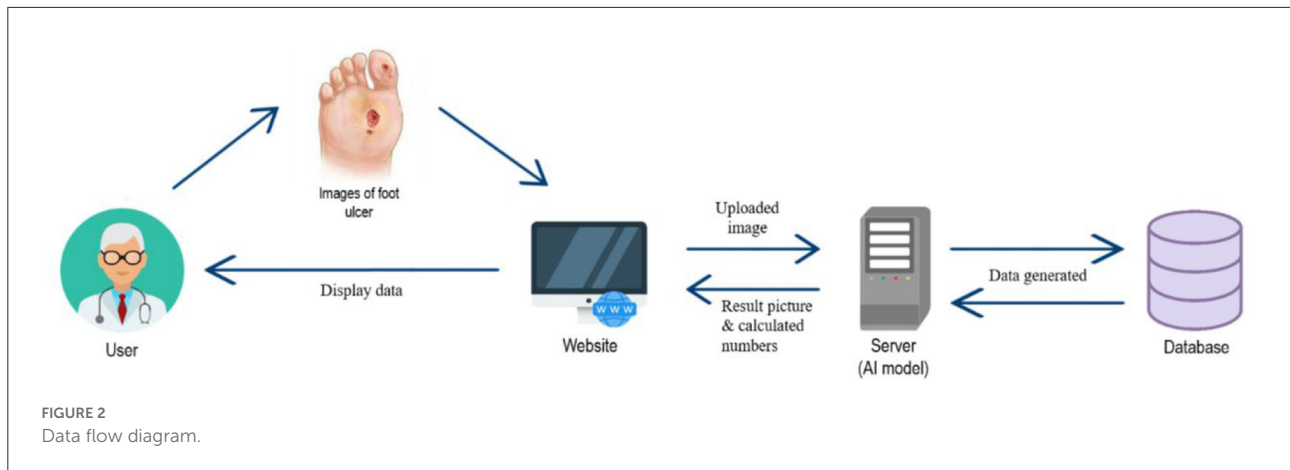 Images of foot
ulcer
Uploaded
image
Display data
Result picture
& calculated
numbers
Data generated
WWW
User
Website
Server
(AI model)
Database
FIGURE 2
Data flow diagram.